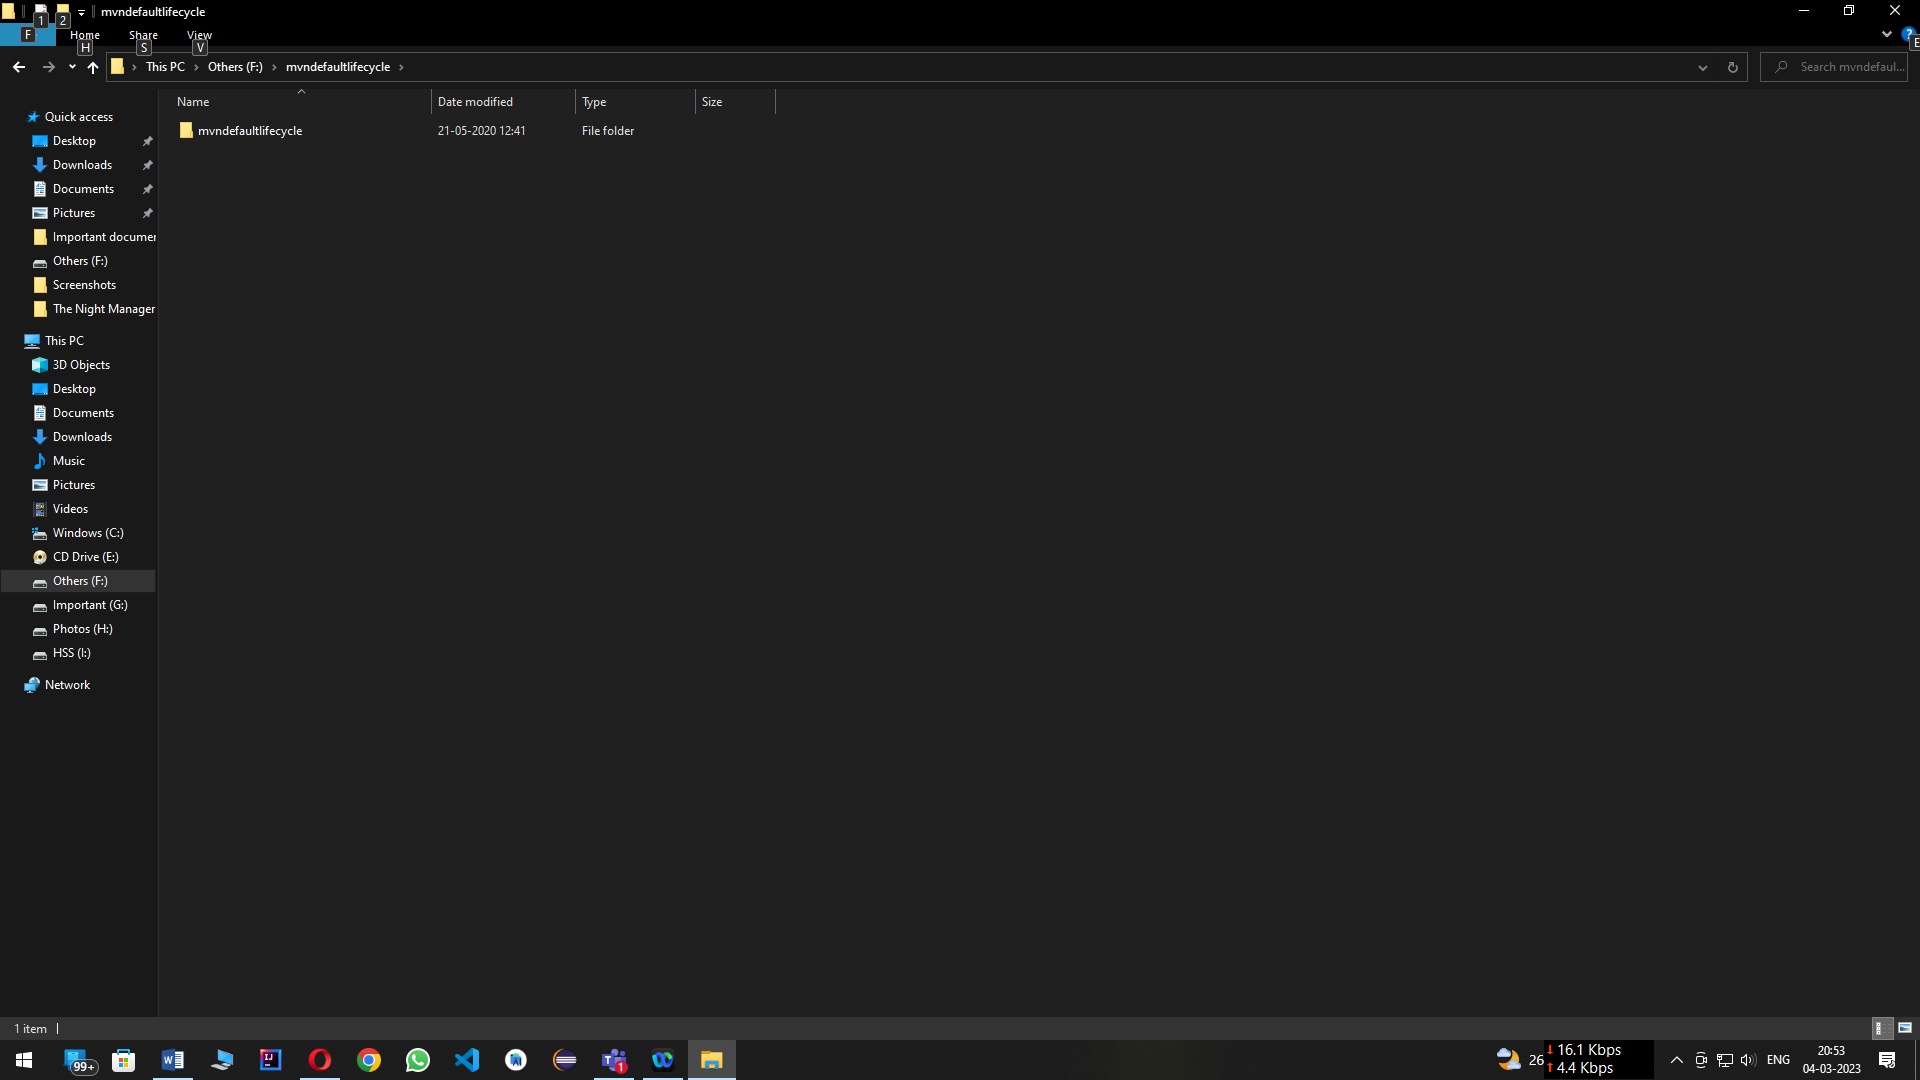 1 2 mvndefaultlifecycle
F Home Share View
H S V E
This PC Others (F:) mvndefaultlifecycle Search mvndefaul...
Name Date modified Type Size
mvndefaultlifecycle 21-05-2020 12:41 File folder
Quick access
Desktop
Downloads
Documents
Pictures
Important documen
Others (F:)
Screenshots
The Night Manager
This PC
3D Objects
Desktop
Documents
Downloads
Music
Pictures
Videos
Windows (C:)
CD Drive (E:)
Others (F:)
Important (G:)
Photos (H:)
HSS (I:)
Network
1 item
99+ W IJ 1 26 16.1 Kbps ENG 20:53
4.4 Kbps 04-03-2023